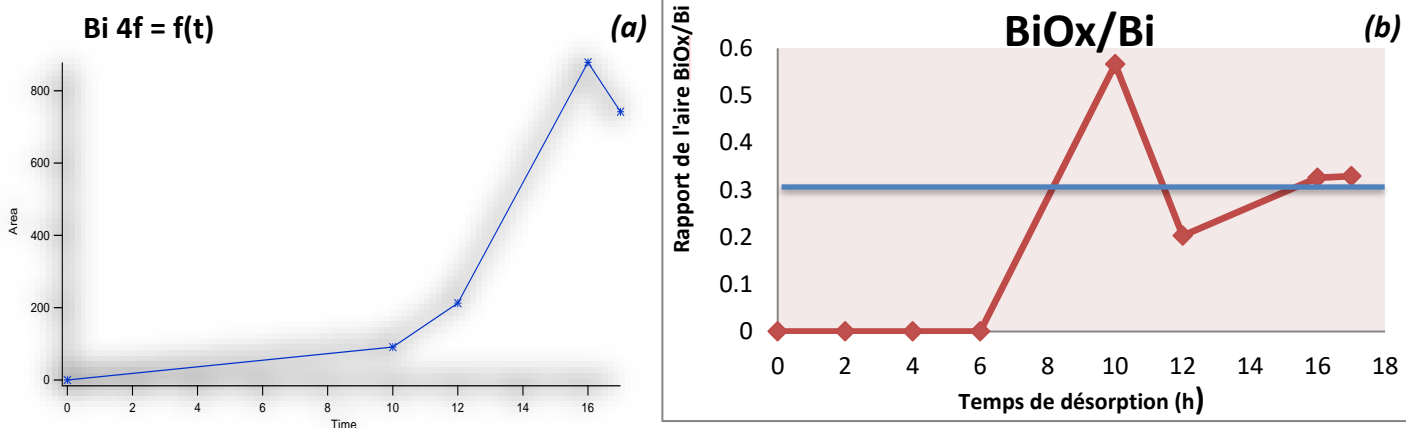 Bi 4f = f(t)
(a)
800
600
400
200
0
Area
0 2 4 6 8 10 12 14 16
Time
BiOx/Bi
(b)
Rapport de l'aire BiOx/Bi
0.6
0.5
0.4
0.3
0.2
0.1
0
0 2 4 6 8 10 12 14 16 18
Temps de désorption (h)